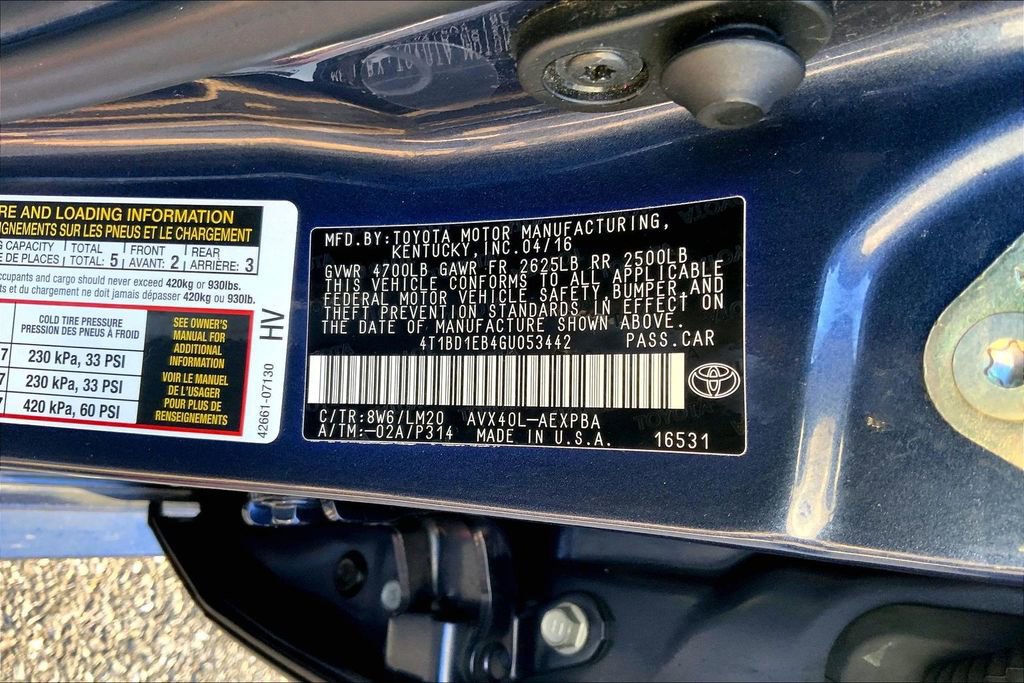 RE AND LOADING INFORMATION
IGNEMENTS SUR LES PNEUS ET LE CHARGEMENT
G CAPACITY TOTAL FRONT REAR
E DE PLACES TOTAL: 5 AVANT: 2 ARRIÈRE: 3
ccupants and cargo should never exceed 420kg or 930lbs.
ts et du chargement ne doit jamais dépasser 420kg ou 930lb.
COLD TIRE PRESSURE
PRESSION DES PNEUS À FROID
7 230 kPa, 33 PSI
7 230 kPa, 33 PSI
7 420 kPa, 60 PSI
SEE OWNER'S
MANUAL FOR
ADDITIONAL
INFORMATION
VOIR LE MANUEL
DE L'USAGER
POUR PLUS DE
RENSEIGNEMENTS
HV
42661-07130
MFD.BY:TOYOTA MOTOR MANUFACTURING,
KENTUCKY, INC.04/16
GVWR 4700LB GAWR FR 2625LB RR 2500LB
THIS VEHICLE CONFORMS TO ALL APPLICABLE
FEDERAL MOTOR VEHICLE SAFETY, BUMPER,AND
THEFT PREVENTION STANDARDS IN EFFECT ON
THE DATE OF MANUFACTURE SHOWN ABOVE.
4T1BD1EB4GU053442 PASS.CAR
C/TR:8W6/LM20 AVX40L-AEXPBA
A/TM:-02A/P314 MADE IN U.S.A. 16531